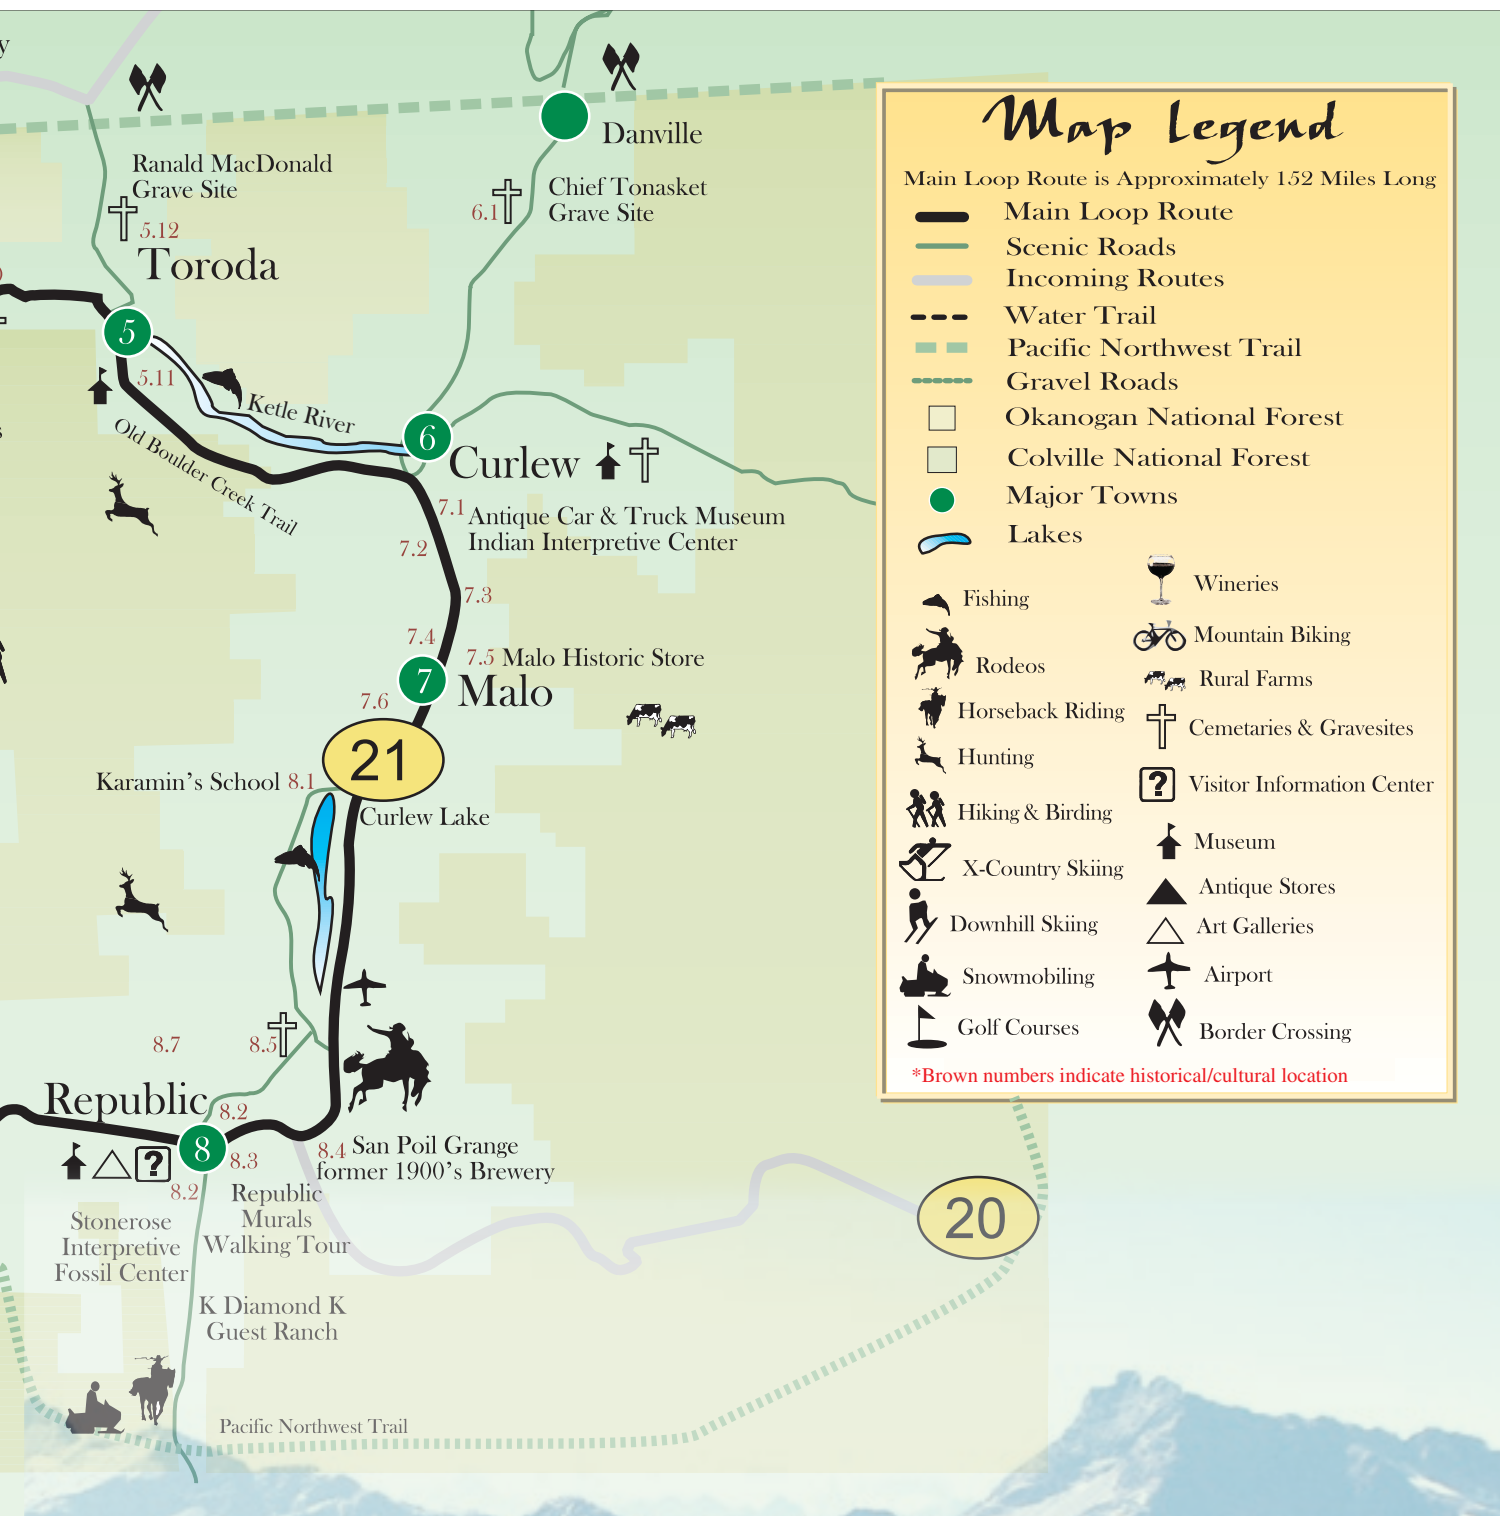 y
Danville
Ranald MacDonald
Grave Site
5.12
Toroda
Chief Tonasket
Grave Site
6.1
5
5.11
Ketle River
Old Boulder Creek Trail
6
Curlew
7.1
Antique Car & Truck Museum
Indian Interpretive Center
7.2
7.3
7.4
7.5 Malo Historic Store
7
Malo
7.6
21
Karamin's School 8.1
Curlew Lake
8.7
8.5
Republic
8.2
8
8.3
8.4 San Poil Grange
former 1900's Brewery
8.2
Republic
Murals
Walking Tour
Stonerose
Interpretive
Fossil Center
20
K Diamond K
Guest Ranch
Pacific Northwest Trail
Map Legend
Main Loop Route is Approximately 152 Miles Long
Main Loop Route
Scenic Roads
Incoming Routes
Water Trail
Pacific Northwest Trail
Gravel Roads
Okanogan National Forest
Colville National Forest
Major Towns
Lakes
Fishing
Rodeos
Horseback Riding
Hunting
Hiking & Birding
X-Country Skiing
Downhill Skiing
Snowmobiling
Golf Courses
Wineries
Mountain Biking
Rural Farms
Cemetaries & Gravesites
?
Visitor Information Center
Museum
Antique Stores
Art Galleries
Airport
Border Crossing
*Brown numbers indicate historical/cultural location